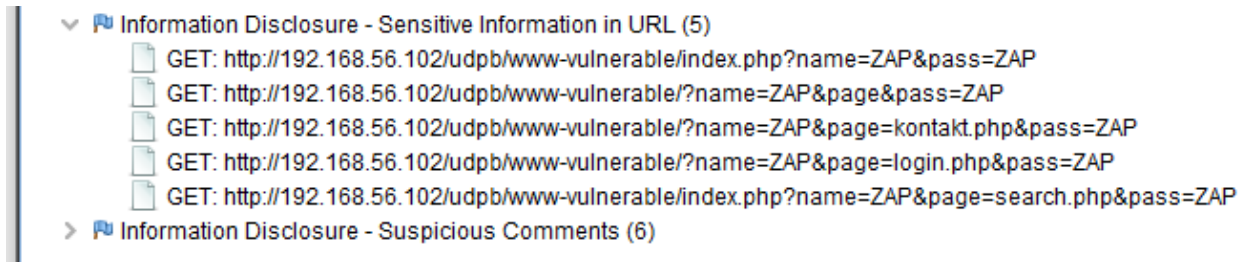 Information Disclosure - Sensitive Information in URL (5)
GET: http://192.168.56.102/udpb/www-vulnerable/index.php?name=ZAP&pass=ZAP
GET: http://192.168.56.102/udpb/www-vulnerable/?name=ZAP&page&pass=ZAP
GET: http://192.168.56.102/udpb/www-vulnerable/?name=ZAP&page=kontakt.php&pass=ZAP
GET: http://192.168.56.102/udpb/www-vulnerable/?name=ZAP&page=login.php&pass=ZAP
GET: http://192.168.56.102/udpb/www-vulnerable/index.php?name=ZAP&page=search.php&pass=ZAP
Information Disclosure - Suspicious Comments (6)